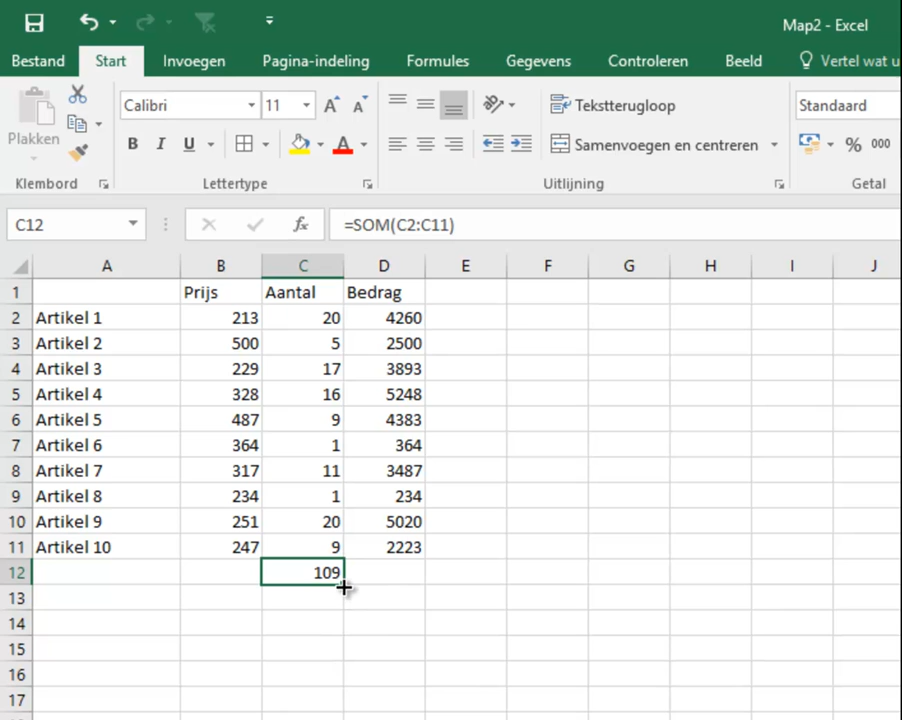 Map2 - Excel
Bestand Start Invoegen Pagina-indeling Formules Gegevens Controleren Beeld Vertel wat u
Plakken
Calibri 11
B I U A
Tekstterugloop
Samenvoegen en centreren
Standaard
% 000
Klembord Lettertype Uitlijning Getal
C12 fx =SOM(C2:C11)
A B C D E F G H I J
1 Prijs Aantal Bedrag
2 Artikel 1 213 20 4260
3 Artikel 2 500 5 2500
4 Artikel 3 229 17 3893
5 Artikel 4 328 16 5248
6 Artikel 5 487 9 4383
7 Artikel 6 364 1 364
8 Artikel 7 317 11 3487
9 Artikel 8 234 1 234
10 Artikel 9 251 20 5020
11 Artikel 10 247 9 2223
12 109
13
14
15
16
17